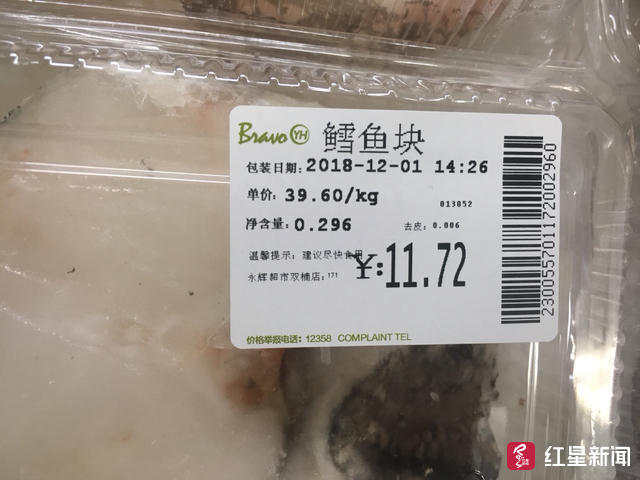 Bravo YH 鳕鱼块
包装日期: 2018-12-01 14:26
单价: 39.60/kg
013052
净含量: 0.296 去皮: 0.006
温馨提示: 建议尽快食用
永辉超市双楠店: 171
¥: 11.72
价格举报电话: 12358 COMPLAINT TEL
230055701172002960
红星新闻